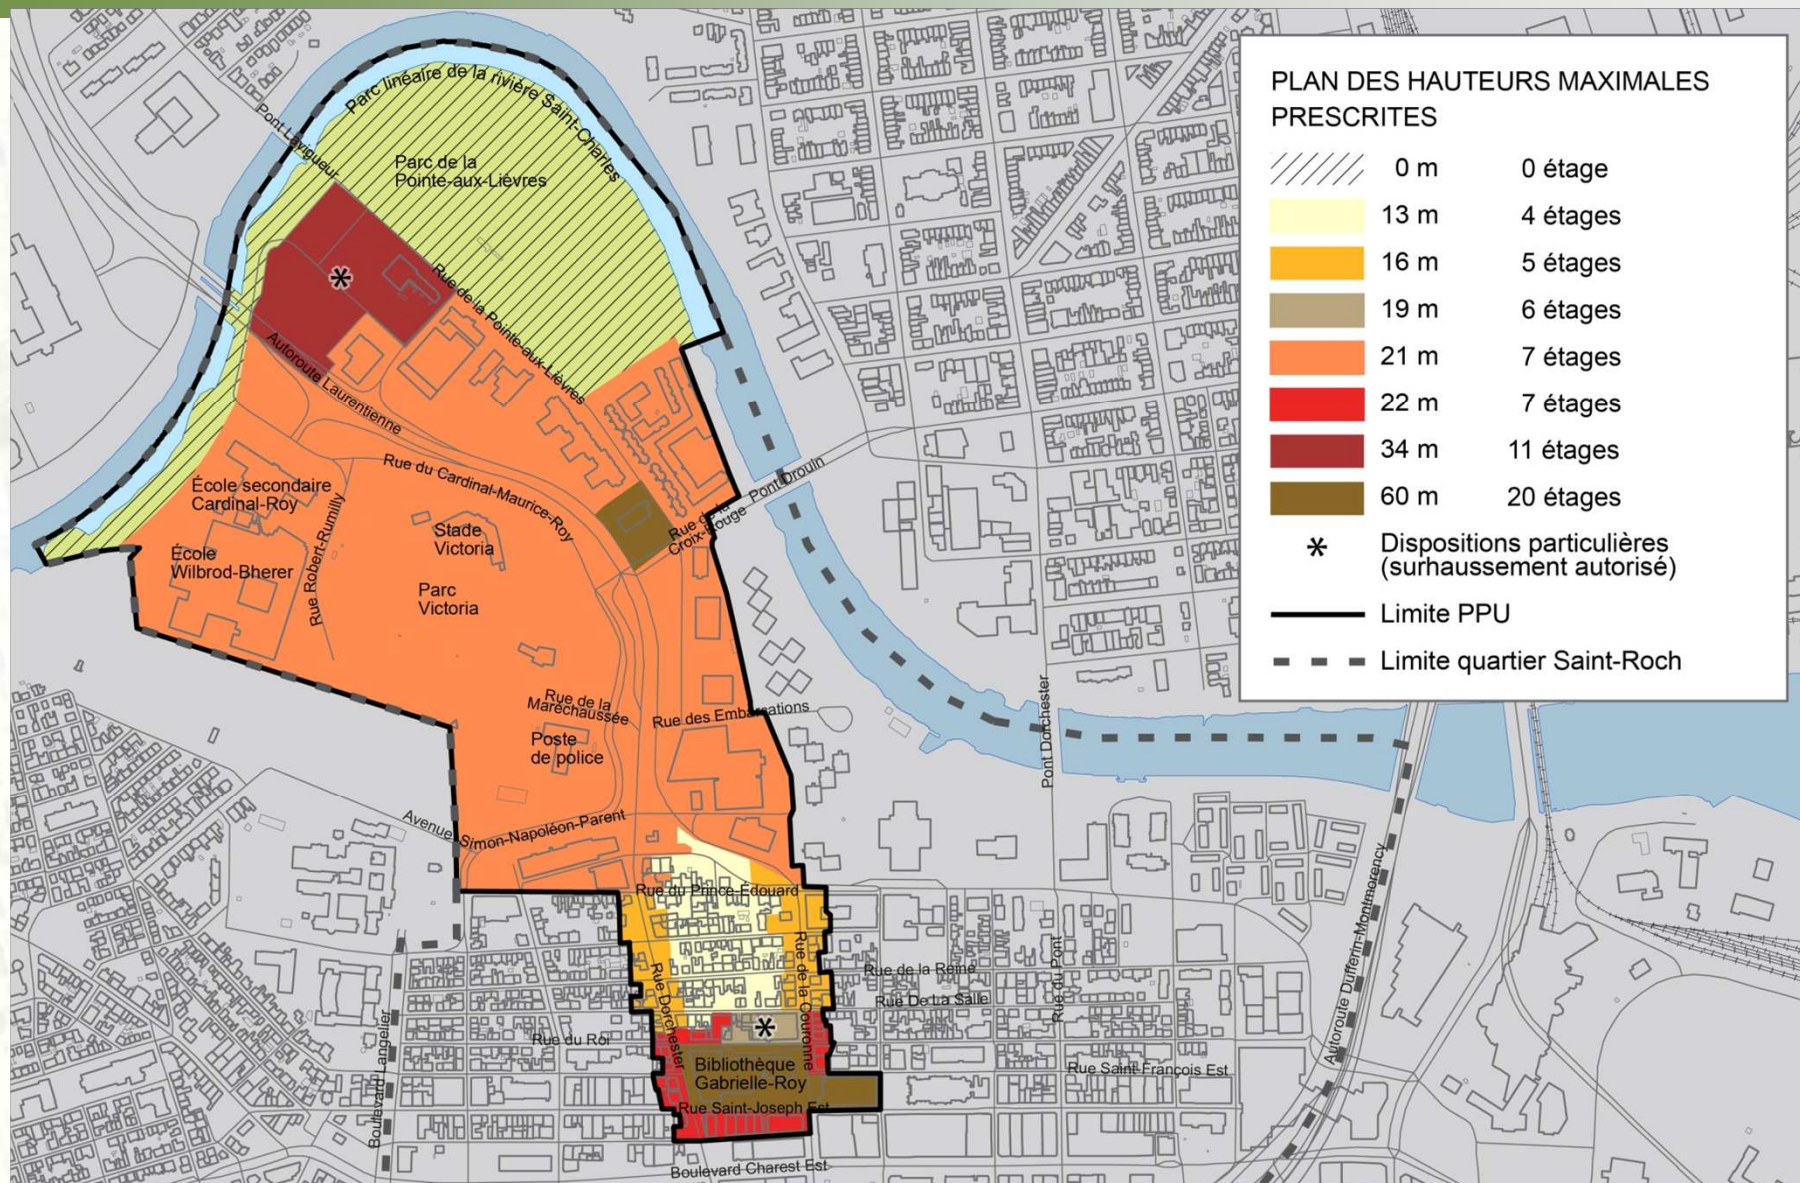 PLAN DES HAUTEURS MAXIMALES
PRESCRITES
0 m 0 étage
13 m 4 étages
16 m 5 étages
19 m 6 étages
21 m 7 étages
22 m 7 étages
34 m 11 étages
60 m 20 étages
* Dispositions particulières
(surhaussement autorisé)
Limite PPU
Limite quartier Saint-Roch
Parc linéaire de la rivière Saint-Charles
Pont Lavigueur
Parc de la
Pointe-aux-Lièvres
*
Rue de la Pointe-aux-Lièvres
Autoroute Laurentienne
Rue du Cardinal-Maurice-Roy
École secondaire
Cardinal-Roy
Rue Robert-Rumilly
École
Wilbrod-Bherer
Stade
Victoria
Parc
Victoria
Rue de la
Croix-Rouge
Pont Drouin
Rue de la
Maréchaussée
Rue des Embarcations
Poste
de police
Pont Dorchester
Avenue Simon-Napoléon-Parent
Rue du Prince-Édouard
Rue de la Couronne
Rue Dorchester
Rue de la Reine
Rue De La Salle
Rue du Pont
Autoroute Dufferin-Montmorency
Boulevard Langelier
Rue du Roi
*
Bibliothèque
Gabrielle-Roy
Rue Saint-François Est
Rue Saint-Joseph Est
Boulevard Charest Est